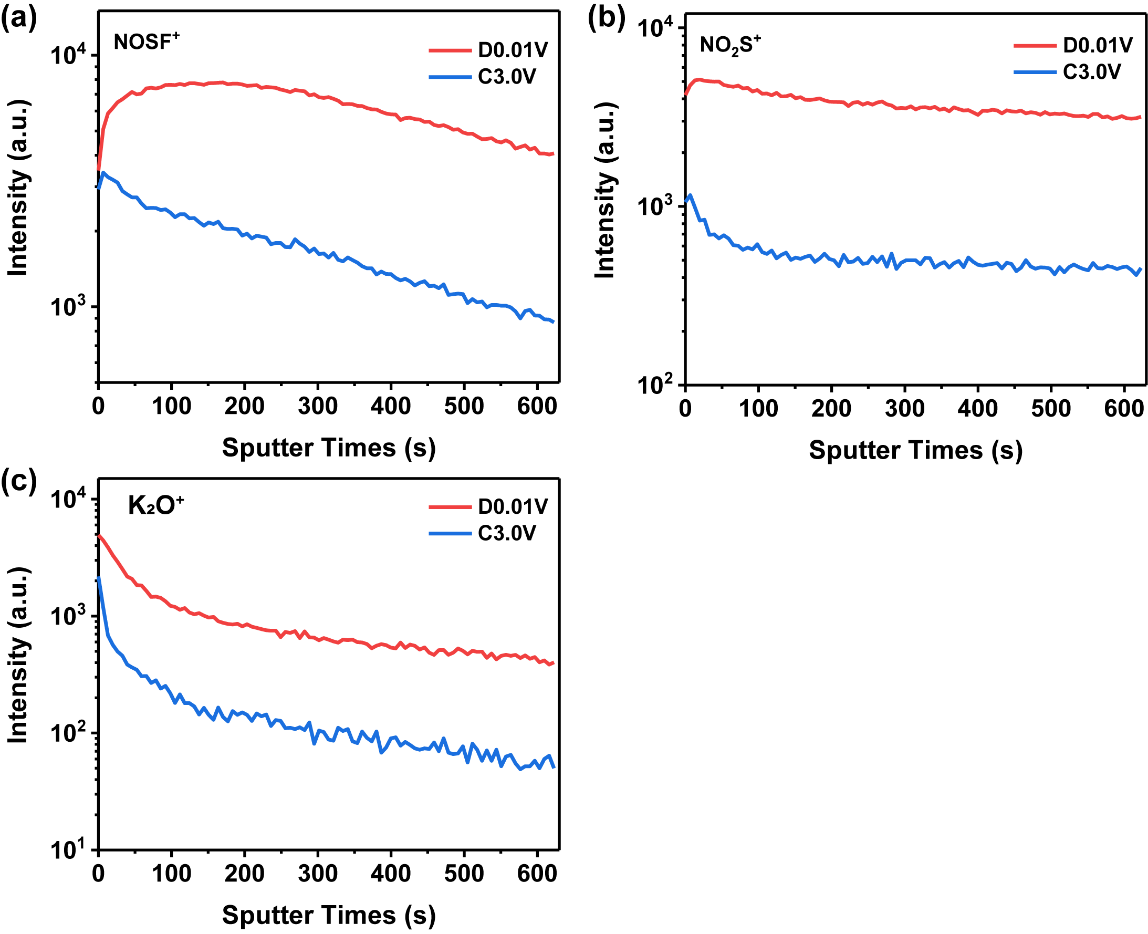 (a)
NOSF⁺
D0.01V
C3.0V
10⁴
10³
Intensity (a.u.)
0 100 200 300 400 500 600
Sputter Times (s)
(b)
NO₂S⁺
D0.01V
C3.0V
10⁴
10³
10²
Intensity (a.u.)
0 100 200 300 400 500 600
Sputter Times (s)
(c)
K₂O⁺
D0.01V
C3.0V
10⁴
10³
10²
10¹
Intensity (a.u.)
0 100 200 300 400 500 600
Sputter Times (s)